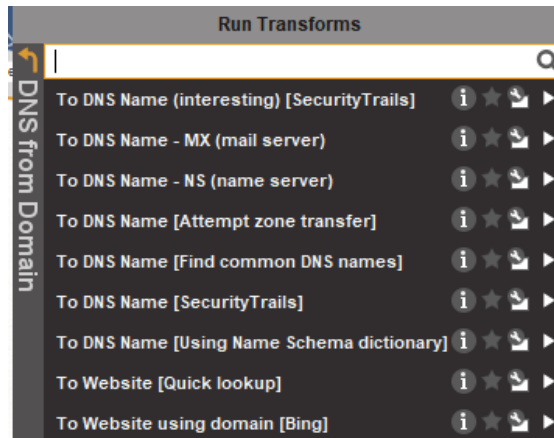 Run Transforms
DNS from Domain
To DNS Name (interesting) [SecurityTrails]
To DNS Name - MX (mail server)
To DNS Name - NS (name server)
To DNS Name [Attempt zone transfer]
To DNS Name [Find common DNS names]
To DNS Name [SecurityTrails]
To DNS Name [Using Name Schema dictionary]
To Website [Quick lookup]
To Website using domain [Bing]